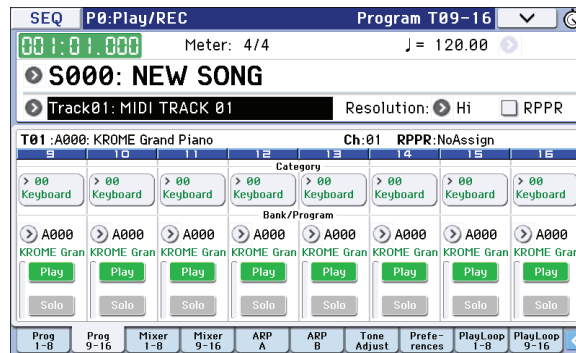 SEQ P0:Play/REC Program T09-16
001:01.000 Meter: 4/4 ♩= 120.00
S000: NEW SONG
Track01: MIDI TRACK 01 Resolution: Hi RPPR
T01 :A000: KROME Grand Piano Ch:01 RPPR:NoAssign
9 10 11 12 13 14 15 16
Category
00 00 00 00 00 00 00 00
Keyboard Keyboard Keyboard Keyboard Keyboard Keyboard Keyboard Keyboard
Bank/Program
A000 A000 A000 A000 A000 A000 A000 A000
KROME Gran KROME Gran KROME Gran KROME Gran KROME Gran KROME Gran KROME Gran KROME Gran
Play Play Play Play Play Play Play Play
Solo Solo Solo Solo Solo Solo Solo Solo
Prog 1-8 Prog 9-16 Mixer 1-8 Mixer 9-16 ARP A ARP B Tone Adjust Prefe-rences PlayLoop 1-8 PlayLoop 9-16